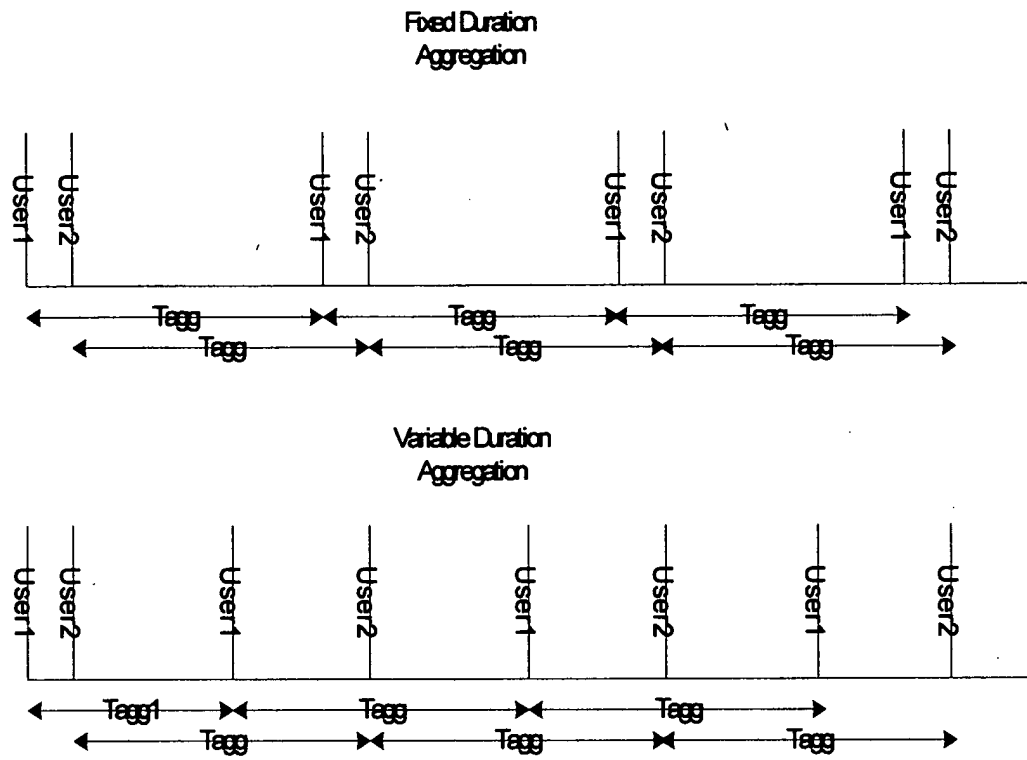 Fixed Duration
Aggregation
User1 User2 User1 User2 User1 User2 User1 User2
Tagg Tagg Tagg
Tagg Tagg Tagg
Variable Duration
Aggregation
User1 User2 User1 User2 User1 User2 User1 User2
Tagg1 Tagg Tagg
Tagg Tagg Tagg